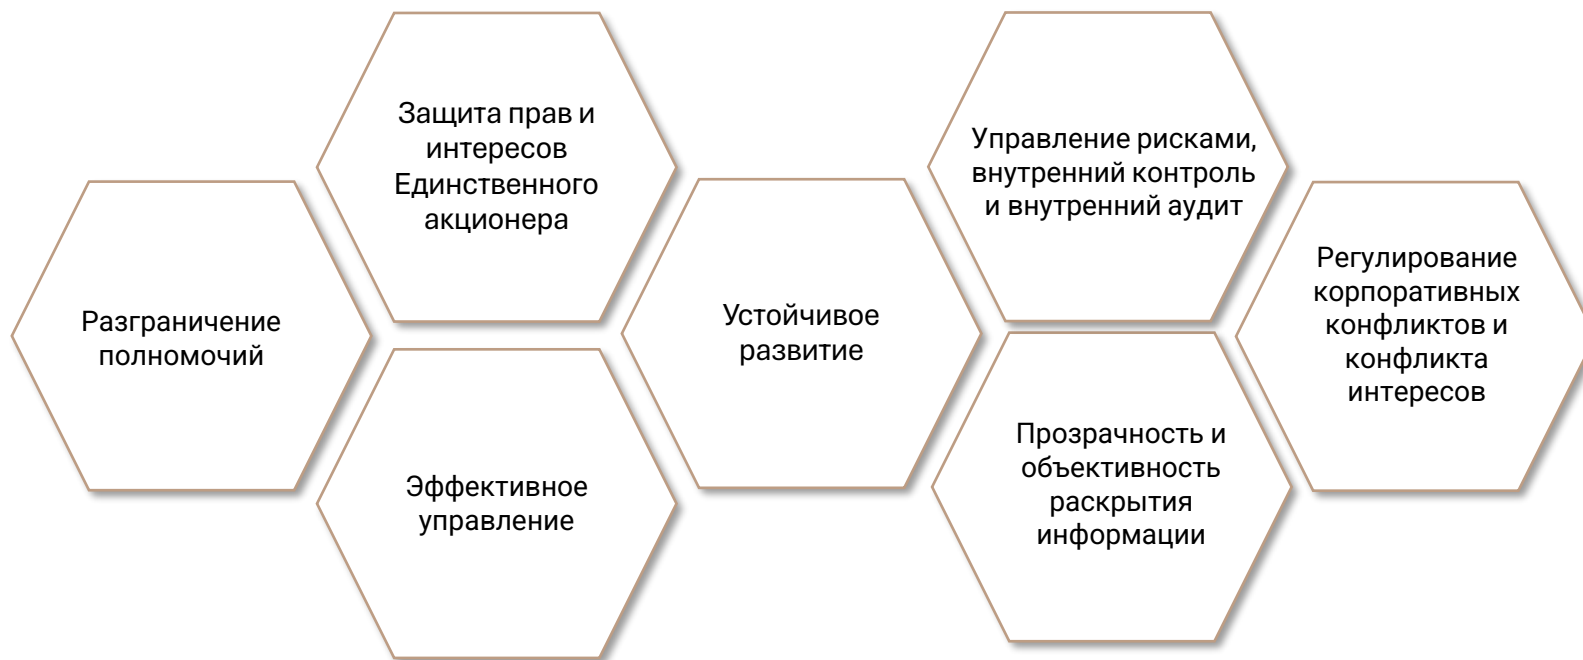 Разграничение
полномочий
Защита прав и
интересов
Единственного
акционера
Эффективное
управление
Устойчивое
развитие
Управление рисками,
внутренний контроль
и внутренний аудит
Прозрачность и
объективность
раскрытия
информации
Регулирование
корпоративных
конфликтов и
конфликта
интересов